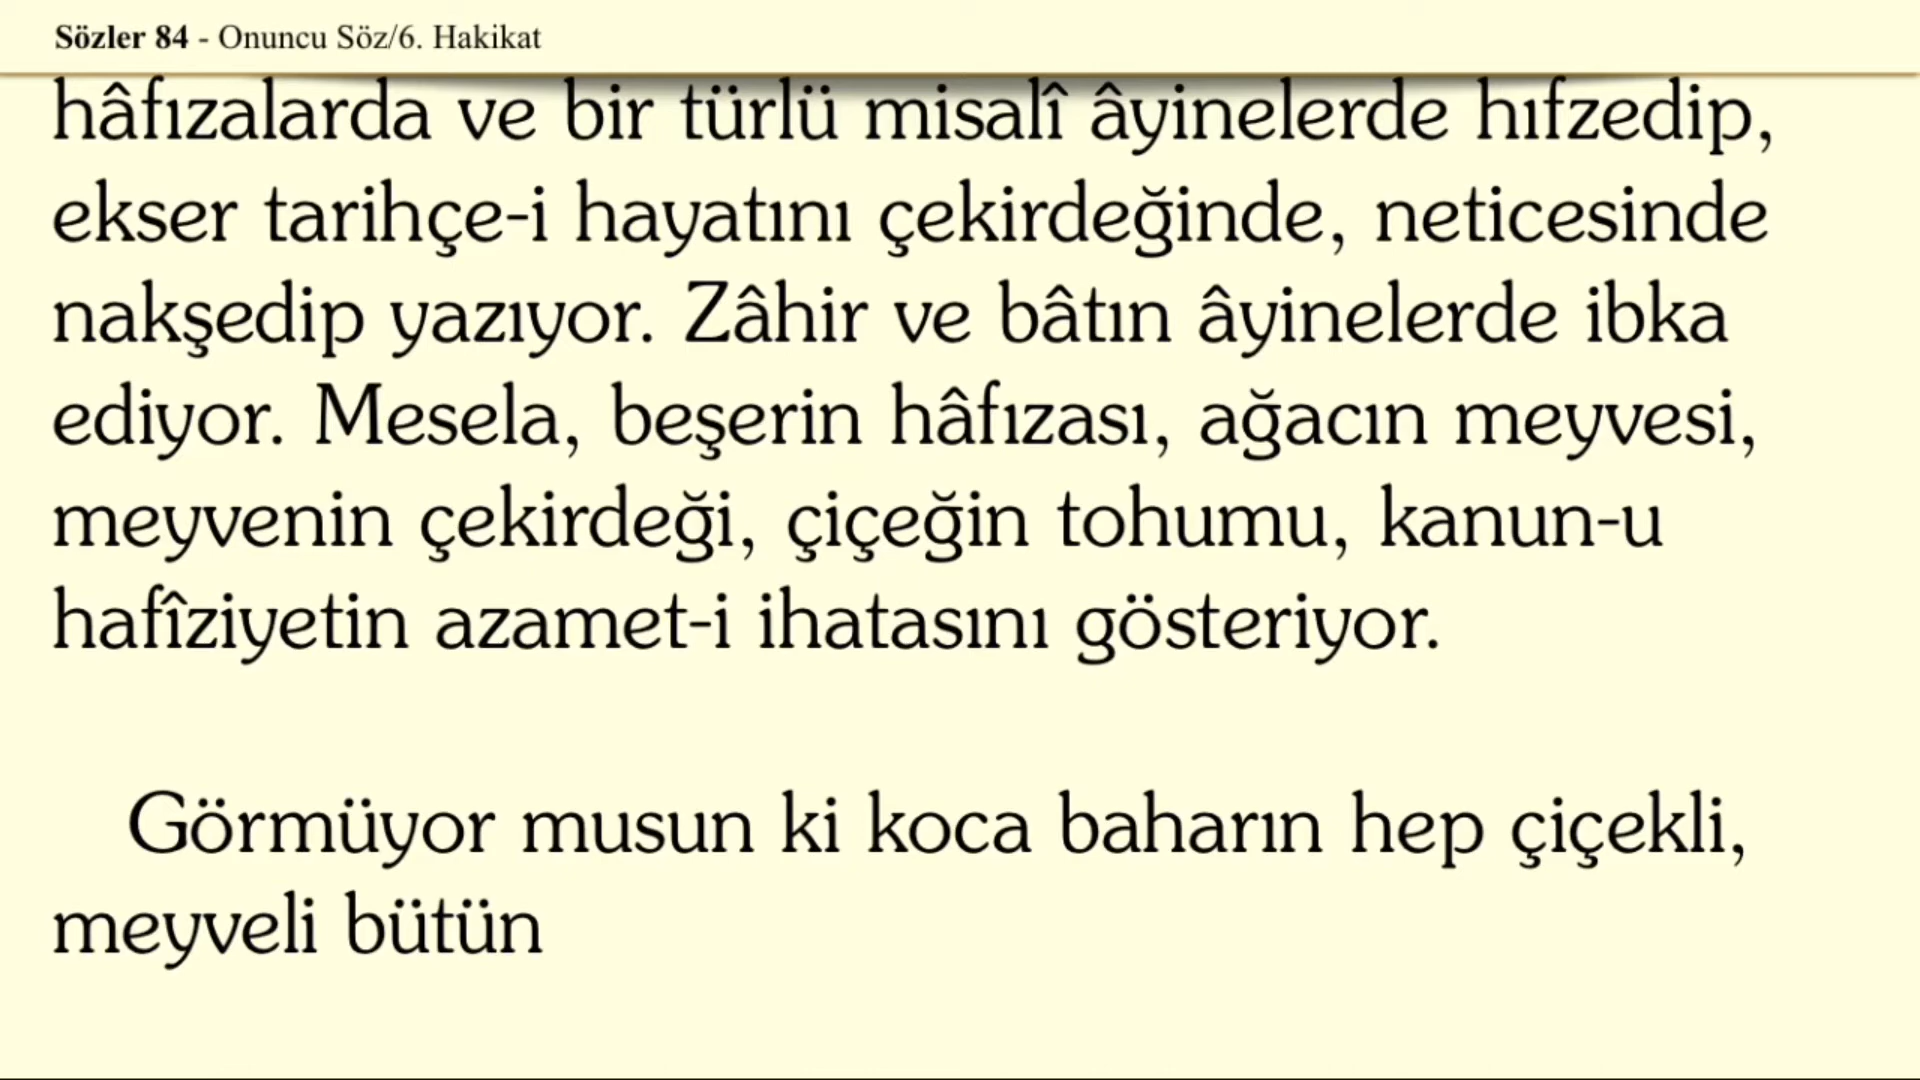 Sözler 84 - Onuncu Söz/6. Hakikat
hâfızalarda ve bir türlü misalî âyinelerde hıfzedip,
ekser tarihçe-i hayatını çekirdeğinde, neticesinde
nakşedip yazıyor. Zâhir ve bâtın âyinelerde ibka
ediyor. Mesela, beşerin hâfızası, ağacın meyvesi,
meyvenin çekirdeği, çiçeğin tohumu, kanun-u
hafîziyetin azamet-i ihatasını gösteriyor.
Görmüyor musun ki koca baharın hep çiçekli,
meyveli bütün